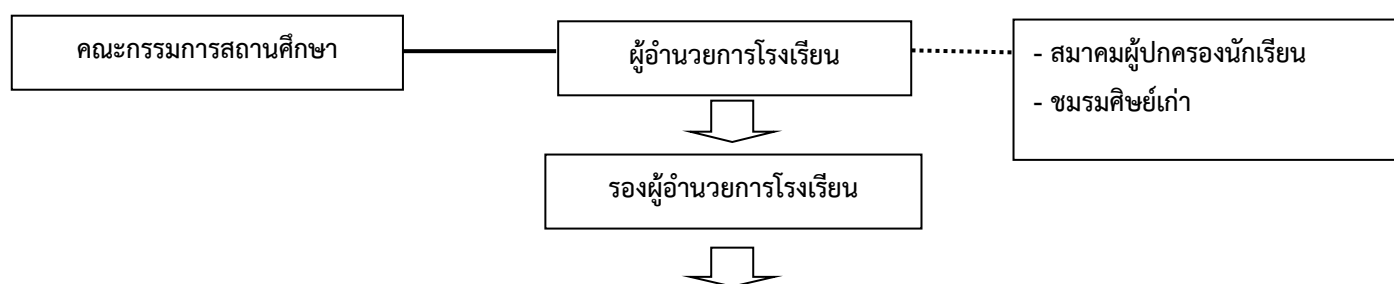 คณะกรรมการสถานศึกษา
ผู้อำนวยการโรงเรียน
- สมาคมผู้ปกครองนักเรียน
- ชมรมศิษย์เก่า
รองผู้อำนวยการโรงเรียน